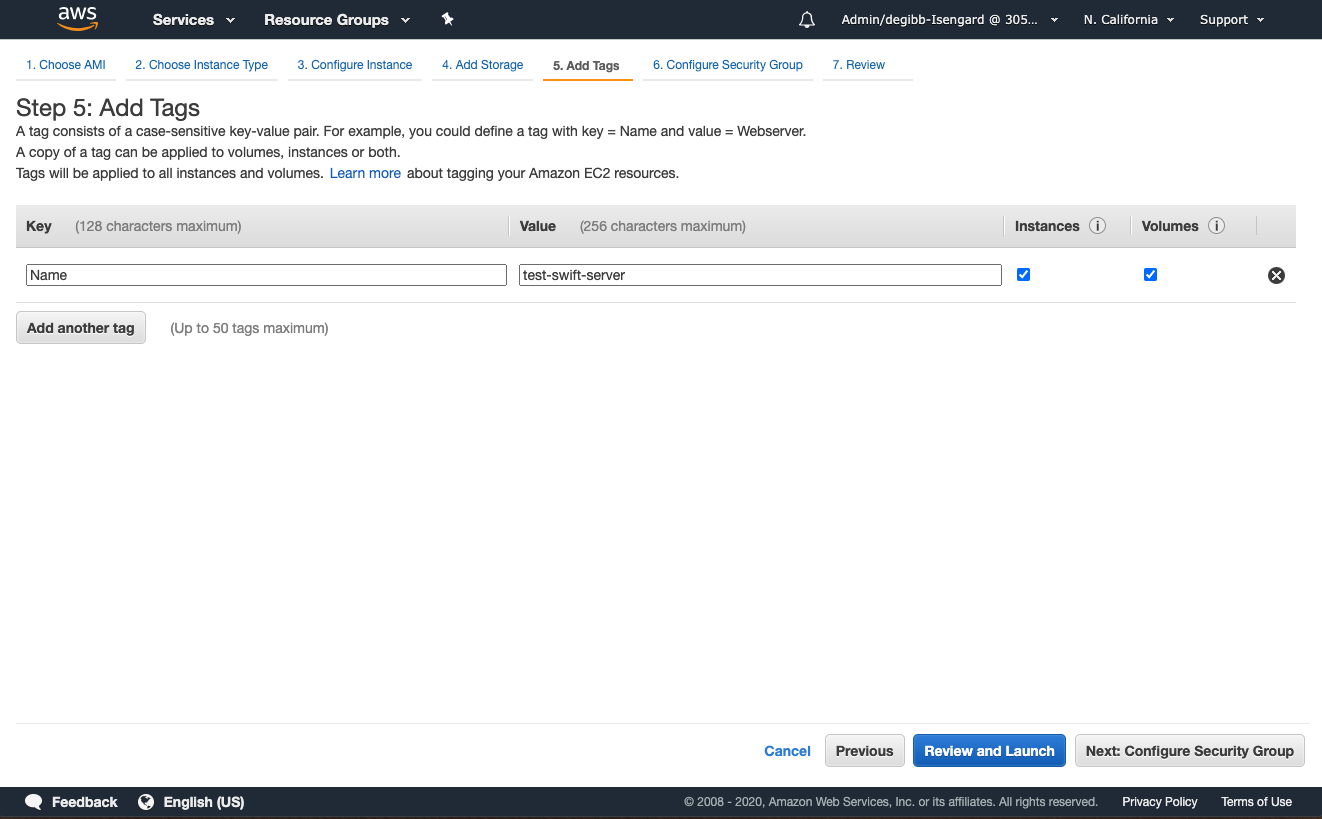 aws Services Resource Groups Admin/degibb-Isengard @ 305... N. California Support
1. Choose AMI 2. Choose Instance Type 3. Configure Instance 4. Add Storage 5. Add Tags 6. Configure Security Group 7. Review
Step 5: Add Tags
A tag consists of a case-sensitive key-value pair. For example, you could define a tag with key = Name and value = Webserver.
A copy of a tag can be applied to volumes, instances or both.
Tags will be applied to all instances and volumes. Learn more about tagging your Amazon EC2 resources.
Key (128 characters maximum) Value (256 characters maximum) Instances i Volumes i
Name test-swift-server
Add another tag (Up to 50 tags maximum)
Cancel Previous Review and Launch Next: Configure Security Group
Feedback English (US) © 2008 - 2020, Amazon Web Services, Inc. or its affiliates. All rights reserved. Privacy Policy Terms of Use